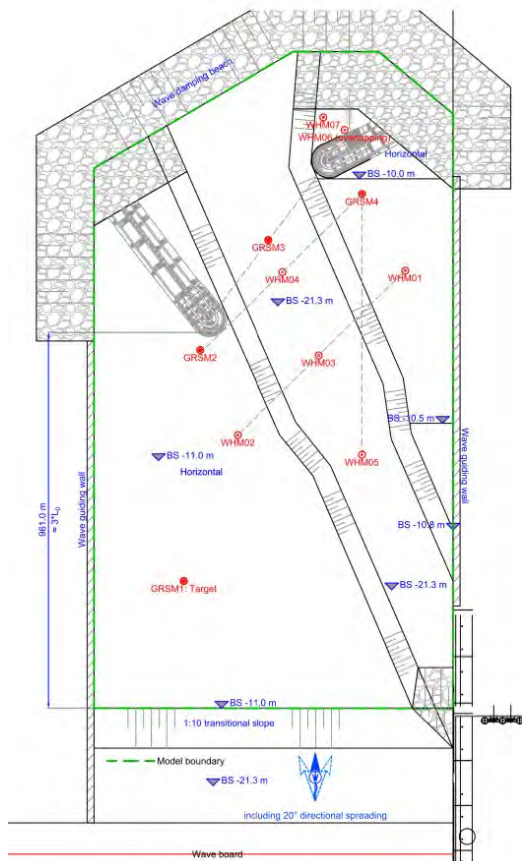 Wave damping beach
WHM07
WHM06 (overtopping)
Horizontal
BS -10.0 m
GRSM4
GRSM3
WHM04
WHM01
BS -21.3 m
GRSM2
WHM03
BS -10.5 m
WHM02
BS -11.0 m
WHM05
Horizontal
Wave guiding wall
Wave guiding wall
961.0 m
≈ 3*L₀
BS -10.8 m
GRSM1: Target
BS -21.3 m
BS -11.0 m
1:10 transitional slope
Model boundary
BS -21.3 m
including 20° directional spreading
Wave board